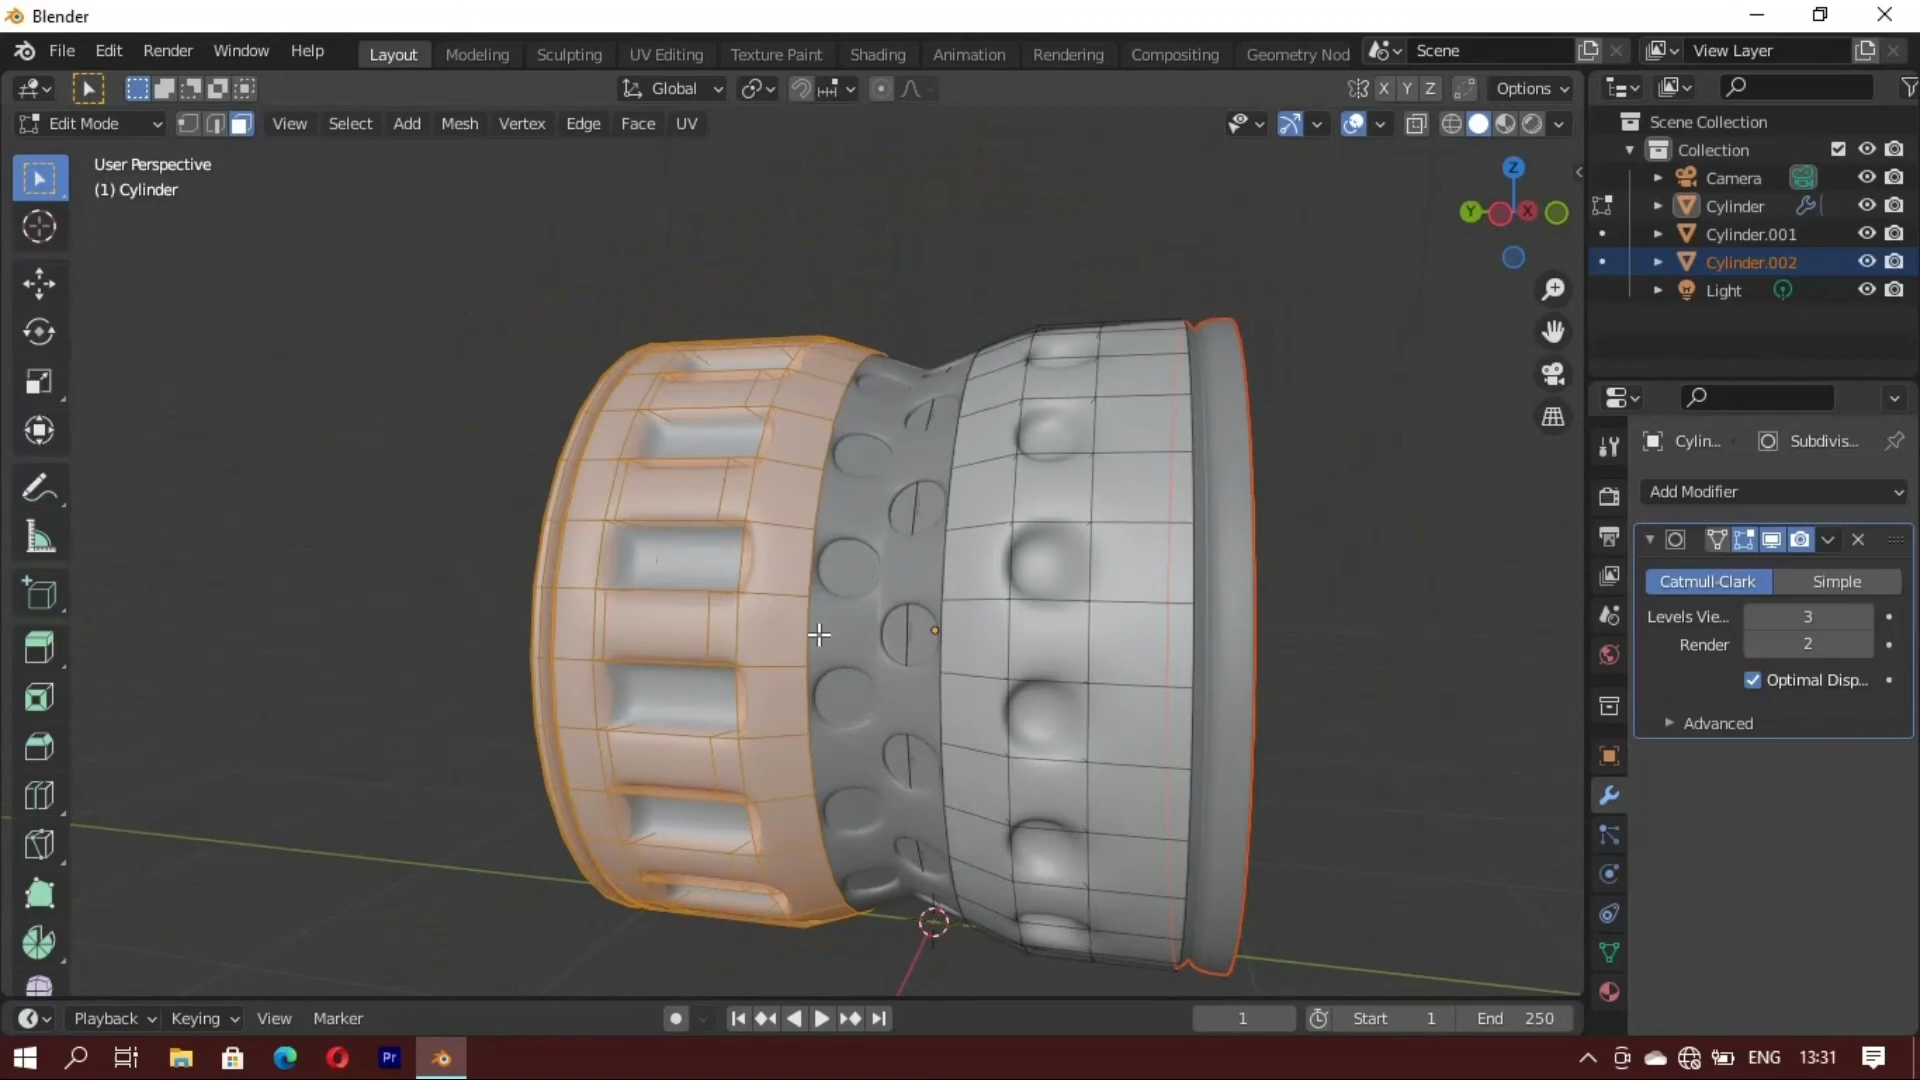 Blender
File Edit Render Window Help Layout Modeling Sculpting UV Editing Texture Paint Shading Animation Rendering Compositing Geometry Nod Scene View Layer
Global X Y Z Options
Edit Mode View Select Add Mesh Vertex Edge Face UV
User Perspective
(1) Cylinder
Z
Y X
Scene Collection
Collection
Camera
Cylinder
Cylinder.001
Cylinder.002
Light
Cylin... Subdivis...
Add Modifier
Catmull-Clark Simple
Levels Vie... 3
Render 2
Optimal Disp...
Advanced
Playback Keying View Marker 1 Start 1 End 250
Pr ENG 13:31